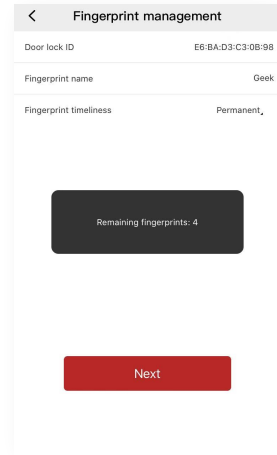 Fingerprint management
Door lock ID E6:BA:D3:C3:0B:98
Fingerprint name Geek
Fingerprint timeliness Permanent
Remaining fingerprints: 4
Next